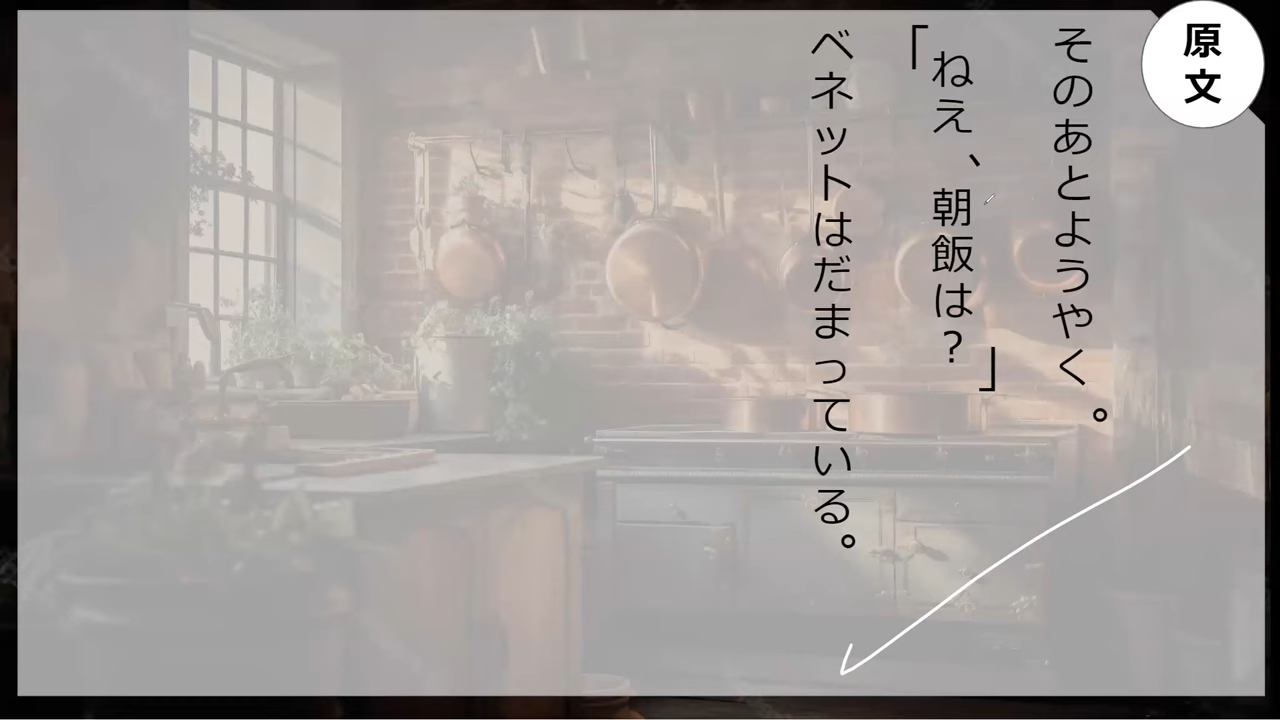 原文
そのあとようやく。
「ねえ、朝飯は？」
ベネットはだまっている。